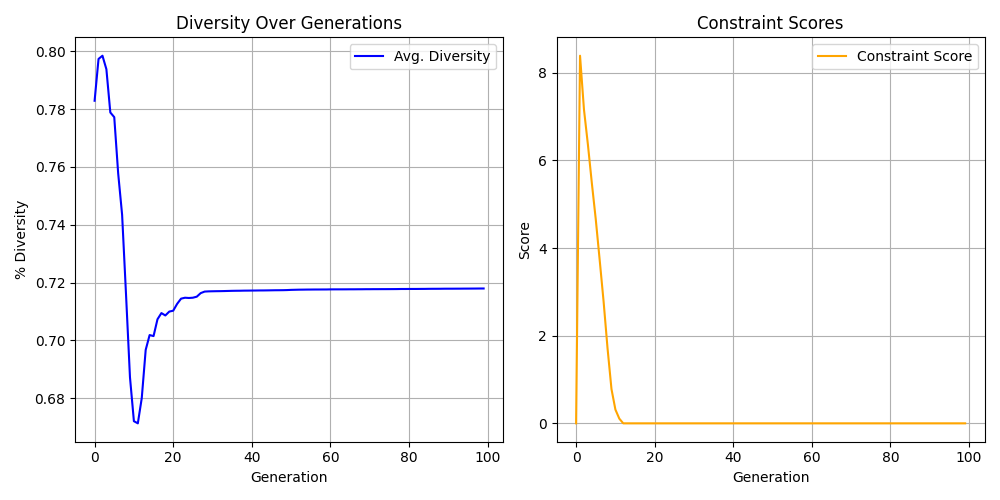 Diversity Over Generations
Avg. Diversity
% Diversity
0.80
0.78
0.76
0.74
0.72
0.70
0.68
0 20 40 60 80 100
Generation
Constraint Scores
Constraint Score
Score
8
6
4
2
0
0 20 40 60 80 100
Generation